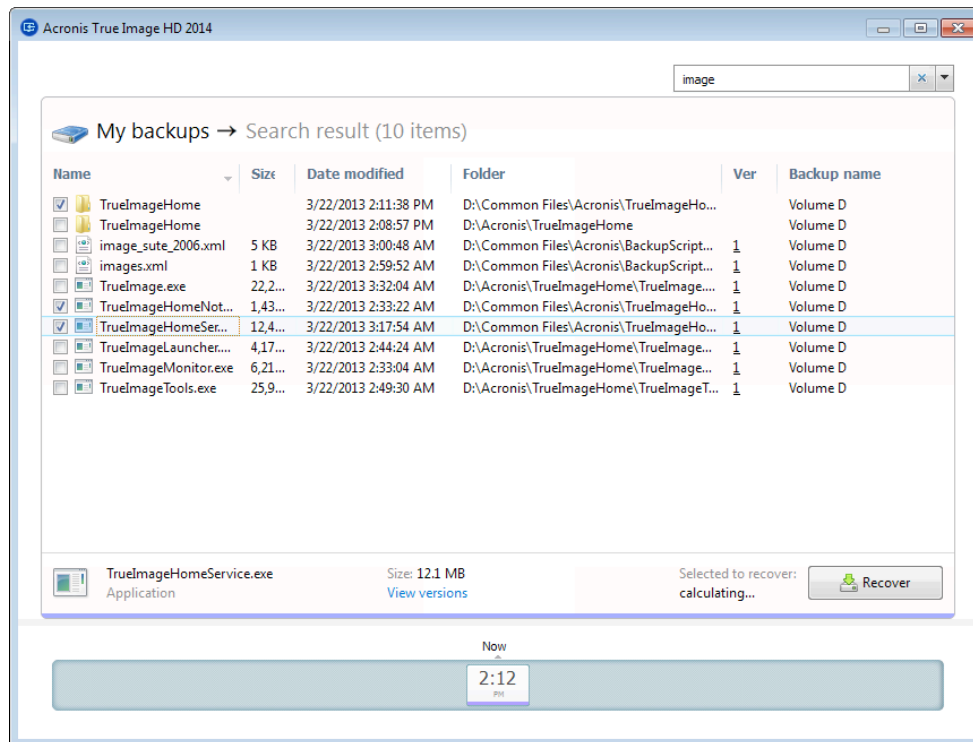 Acronis True Image HD 2014
image
My backups → Search result (10 items)
Name Size Date modified Folder Ver Backup name
TrueImageHome 3/22/2013 2:11:38 PM D:\Common Files\Acronis\TrueImageHo... Volume D
TrueImageHome 3/22/2013 2:08:57 PM D:\Acronis\TrueImageHome Volume D
image_sute_2006.xml 5 KB 3/22/2013 3:00:48 AM D:\Common Files\Acronis\BackupScript... 1 Volume D
images.xml 1 KB 3/22/2013 2:59:52 AM D:\Common Files\Acronis\BackupScript... 1 Volume D
TrueImage.exe 22,2... 3/22/2013 3:32:04 AM D:\Acronis\TrueImageHome\TrueImage.... 1 Volume D
TrueImageHomeNot... 1,43... 3/22/2013 2:33:22 AM D:\Common Files\Acronis\TrueImageHo... 1 Volume D
TrueImageHomeSer... 12,4... 3/22/2013 3:17:54 AM D:\Common Files\Acronis\TrueImageHo... 1 Volume D
TrueImageLauncher.... 4,17... 3/22/2013 2:44:24 AM D:\Acronis\TrueImageHome\TrueImage... 1 Volume D
TrueImageMonitor.exe 6,21... 3/22/2013 2:33:04 AM D:\Acronis\TrueImageHome\TrueImage... 1 Volume D
TrueImageTools.exe 25,9... 3/22/2013 2:49:30 AM D:\Acronis\TrueImageHome\TrueImageT... 1 Volume D
TrueImageHomeService.exe Size: 12.1 MB Selected to recover:
Application View versions calculating...
Recover
Now
2:12
PM